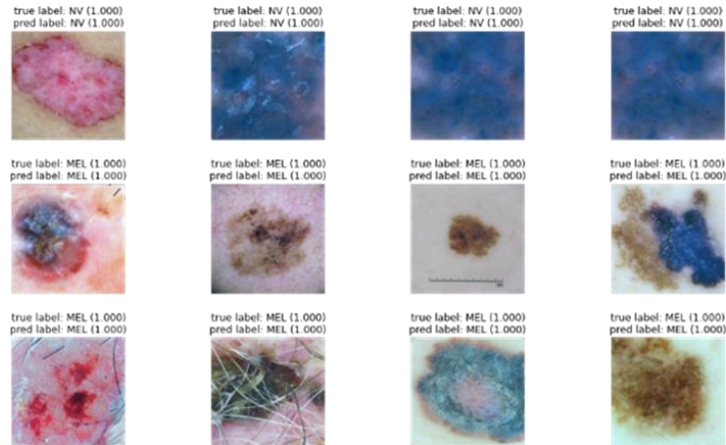 true label: NV (1.000)
pred label: NV (1.000)
true label: NV (1.000)
pred label: NV (1.000)
true label: NV (1.000)
pred label: NV (1.000)
true label: NV (1.000)
pred label: NV (1.000)
true label: MEL (1.000)
pred label: MEL (1.000)
true label: MEL (1.000)
pred label: MEL (1.000)
true label: MEL (1.000)
pred label: MEL (1.000)
true label: MEL (1.000)
pred label: MEL (1.000)
true label: MEL (1.000)
pred label: MEL (1.000)
true label: MEL (1.000)
pred label: MEL (1.000)
true label: MEL (1.000)
pred label: MEL (1.000)
true label: MEL (1.000)
pred label: MEL (1.000)